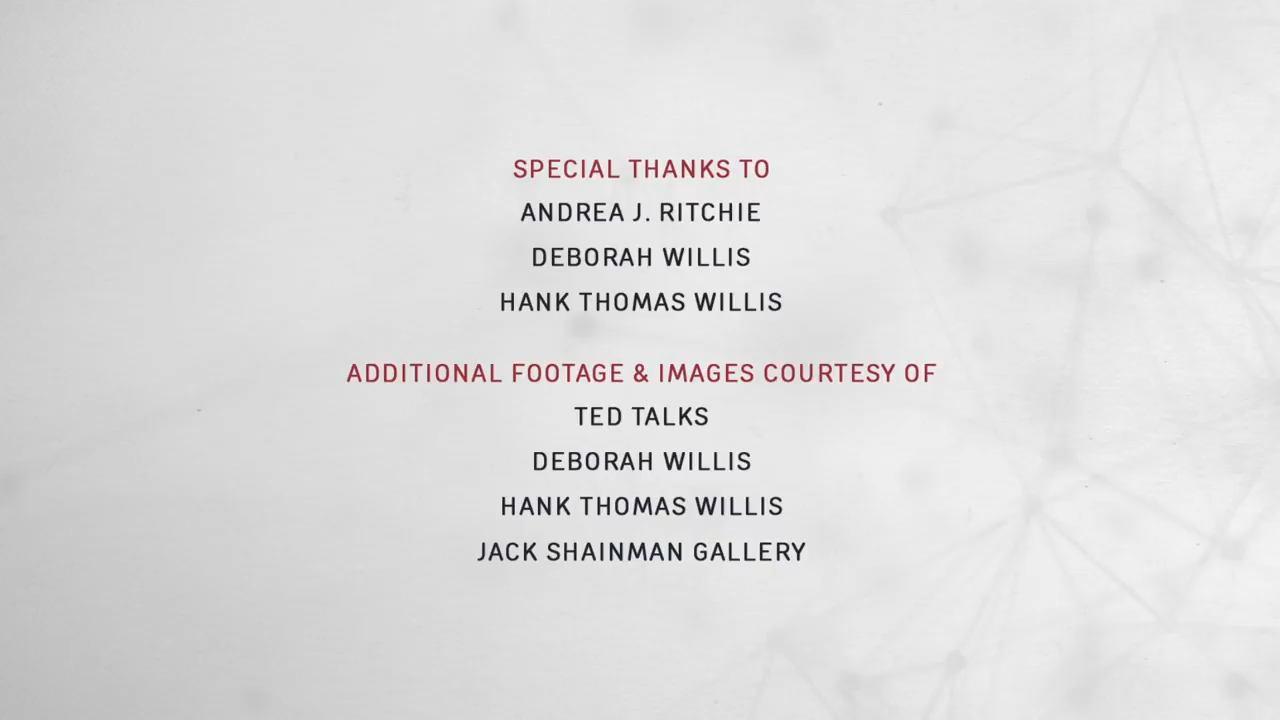 SPECIAL THANKS TO
ANDREA J. RITCHIE
DEBORAH WILLIS
HANK THOMAS WILLIS
ADDITIONAL FOOTAGE & IMAGES COURTESY OF
TED TALKS
DEBORAH WILLIS
HANK THOMAS WILLIS
JACK SHAINMAN GALLERY